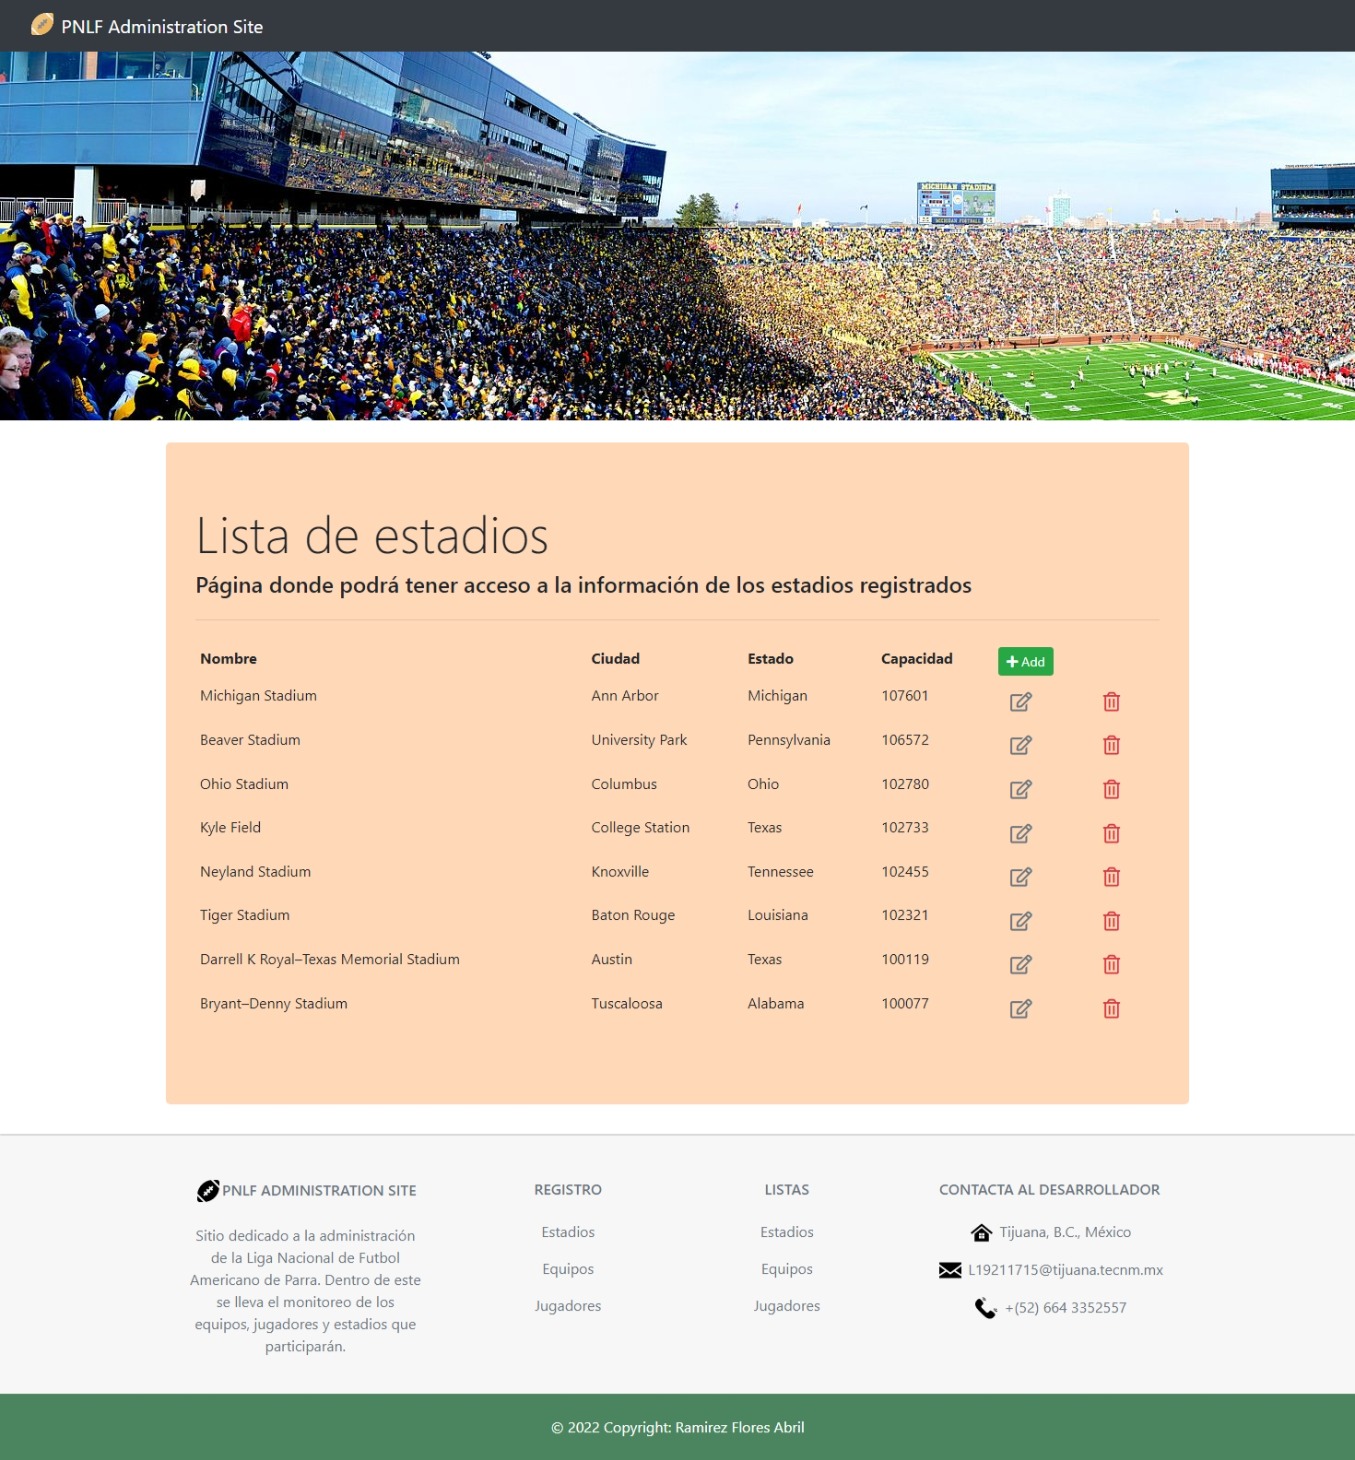 PNLF Administration Site
MICHIGAN STADIUM
Lista de estadios
Página donde podrá tener acceso a la información de los estadios registrados
Nombre Ciudad Estado Capacidad Add
Michigan Stadium Ann Arbor Michigan 107601
Beaver Stadium University Park Pennsylvania 106572
Ohio Stadium Columbus Ohio 102780
Kyle Field College Station Texas 102733
Neyland Stadium Knoxville Tennessee 102455
Tiger Stadium Baton Rouge Louisiana 102321
Darrell K Royal–Texas Memorial Stadium Austin Texas 100119
Bryant–Denny Stadium Tuscaloosa Alabama 100077
PNLF ADMINISTRATION SITE
Sitio dedicado a la administración
de la Liga Nacional de Futbol
Americano de Parra. Dentro de este
se lleva el monitoreo de los
equipos, jugadores y estadios que
participarán.
REGISTRO
Estadios
Equipos
Jugadores
LISTAS
Estadios
Equipos
Jugadores
CONTACTA AL DESARROLLADOR
Tijuana, B.C., México
L19211715@tijuana.tecnm.mx
+(52) 664 3352557
© 2022 Copyright: Ramirez Flores Abril